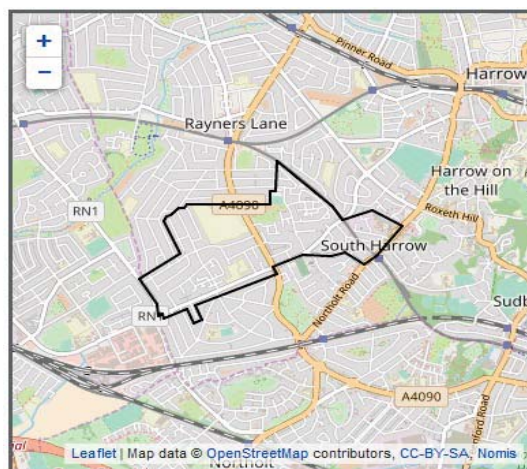 +
−
Pinner Road
Harrow
Rayners Lane
Harrow on
the Hill
RN1
A4090
Roxeth Hill
South Harrow
Northolt Road
Sudb
RN1
A4090
Northolt
Leaflet | Map data © OpenStreetMap contributors, CC-BY-SA, Nomis